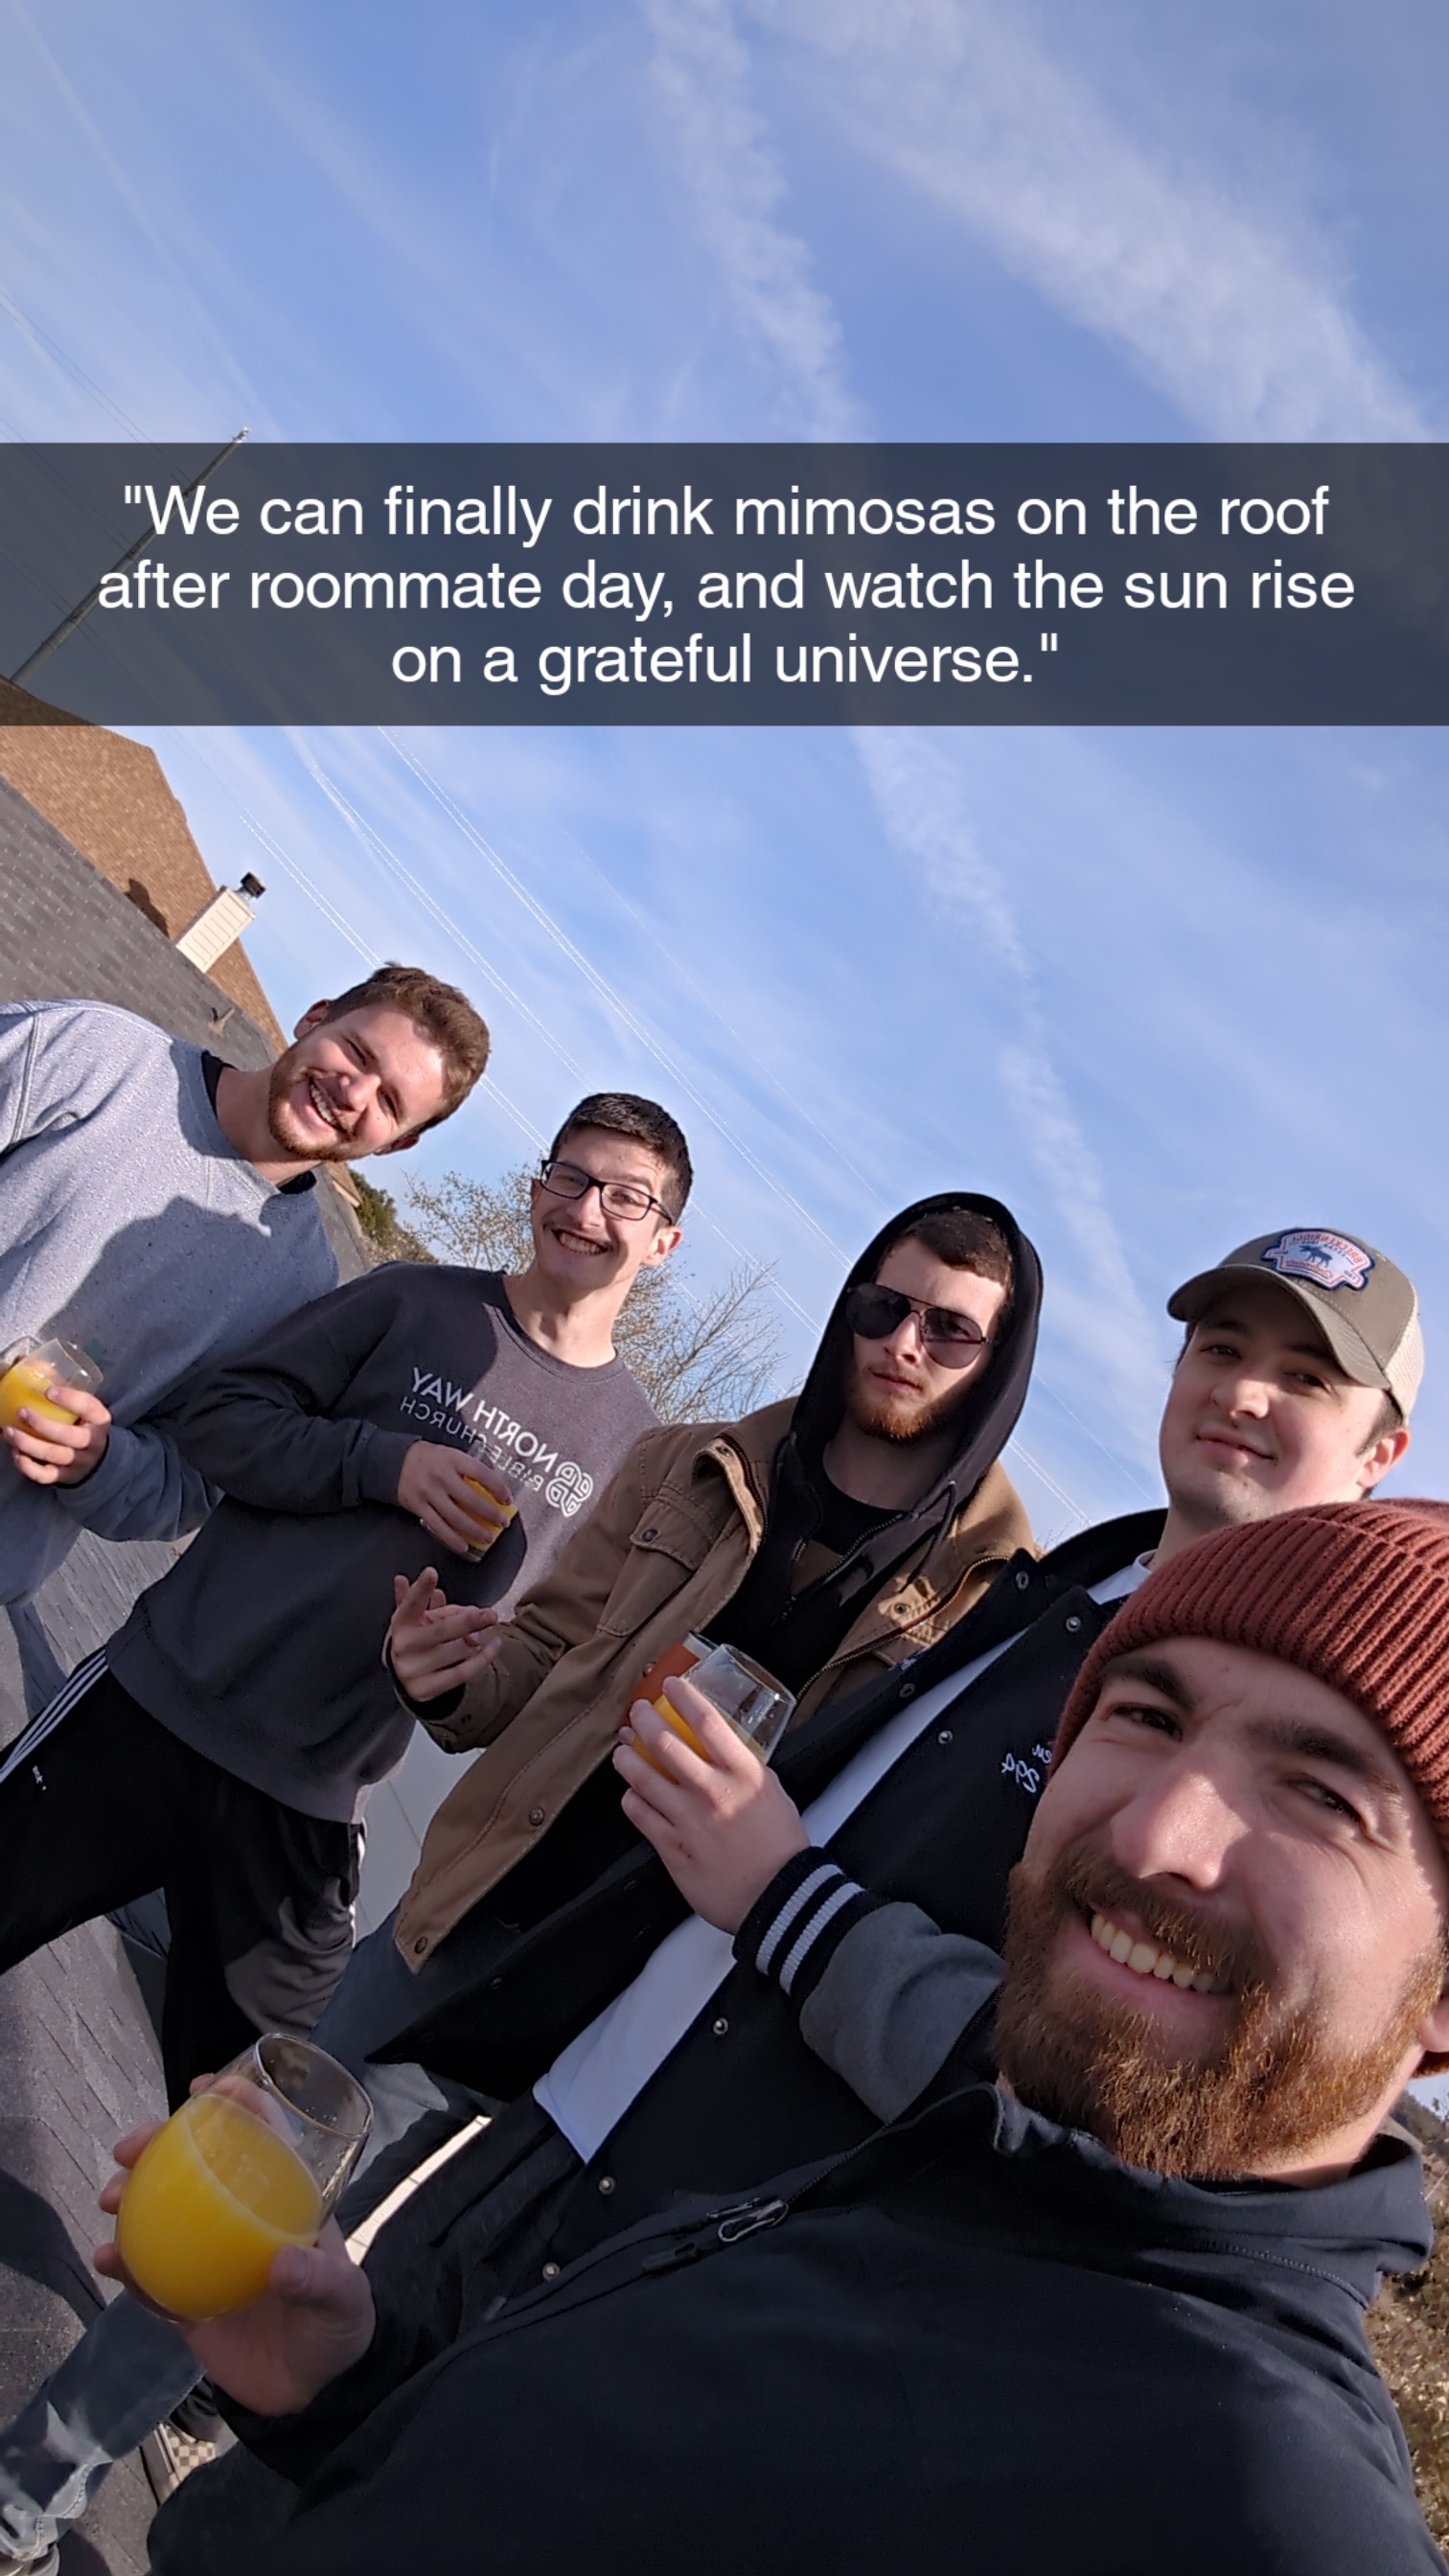 "We can finally drink mimosas on the roof
after roommate day, and watch the sun rise
on a grateful universe."
NORTH WAY
CHURCH
BRECKENRIDGE